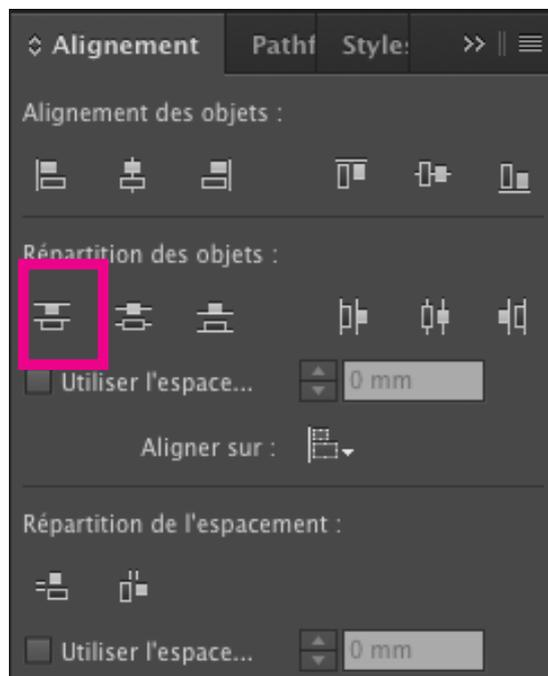 Alignement Pathf Style:
Alignement des objets :
Répartition des objets :
Utiliser l'espace... 0 mm
Aligner sur :
Répartition de l'espacement :
Utiliser l'espace... 0 mm